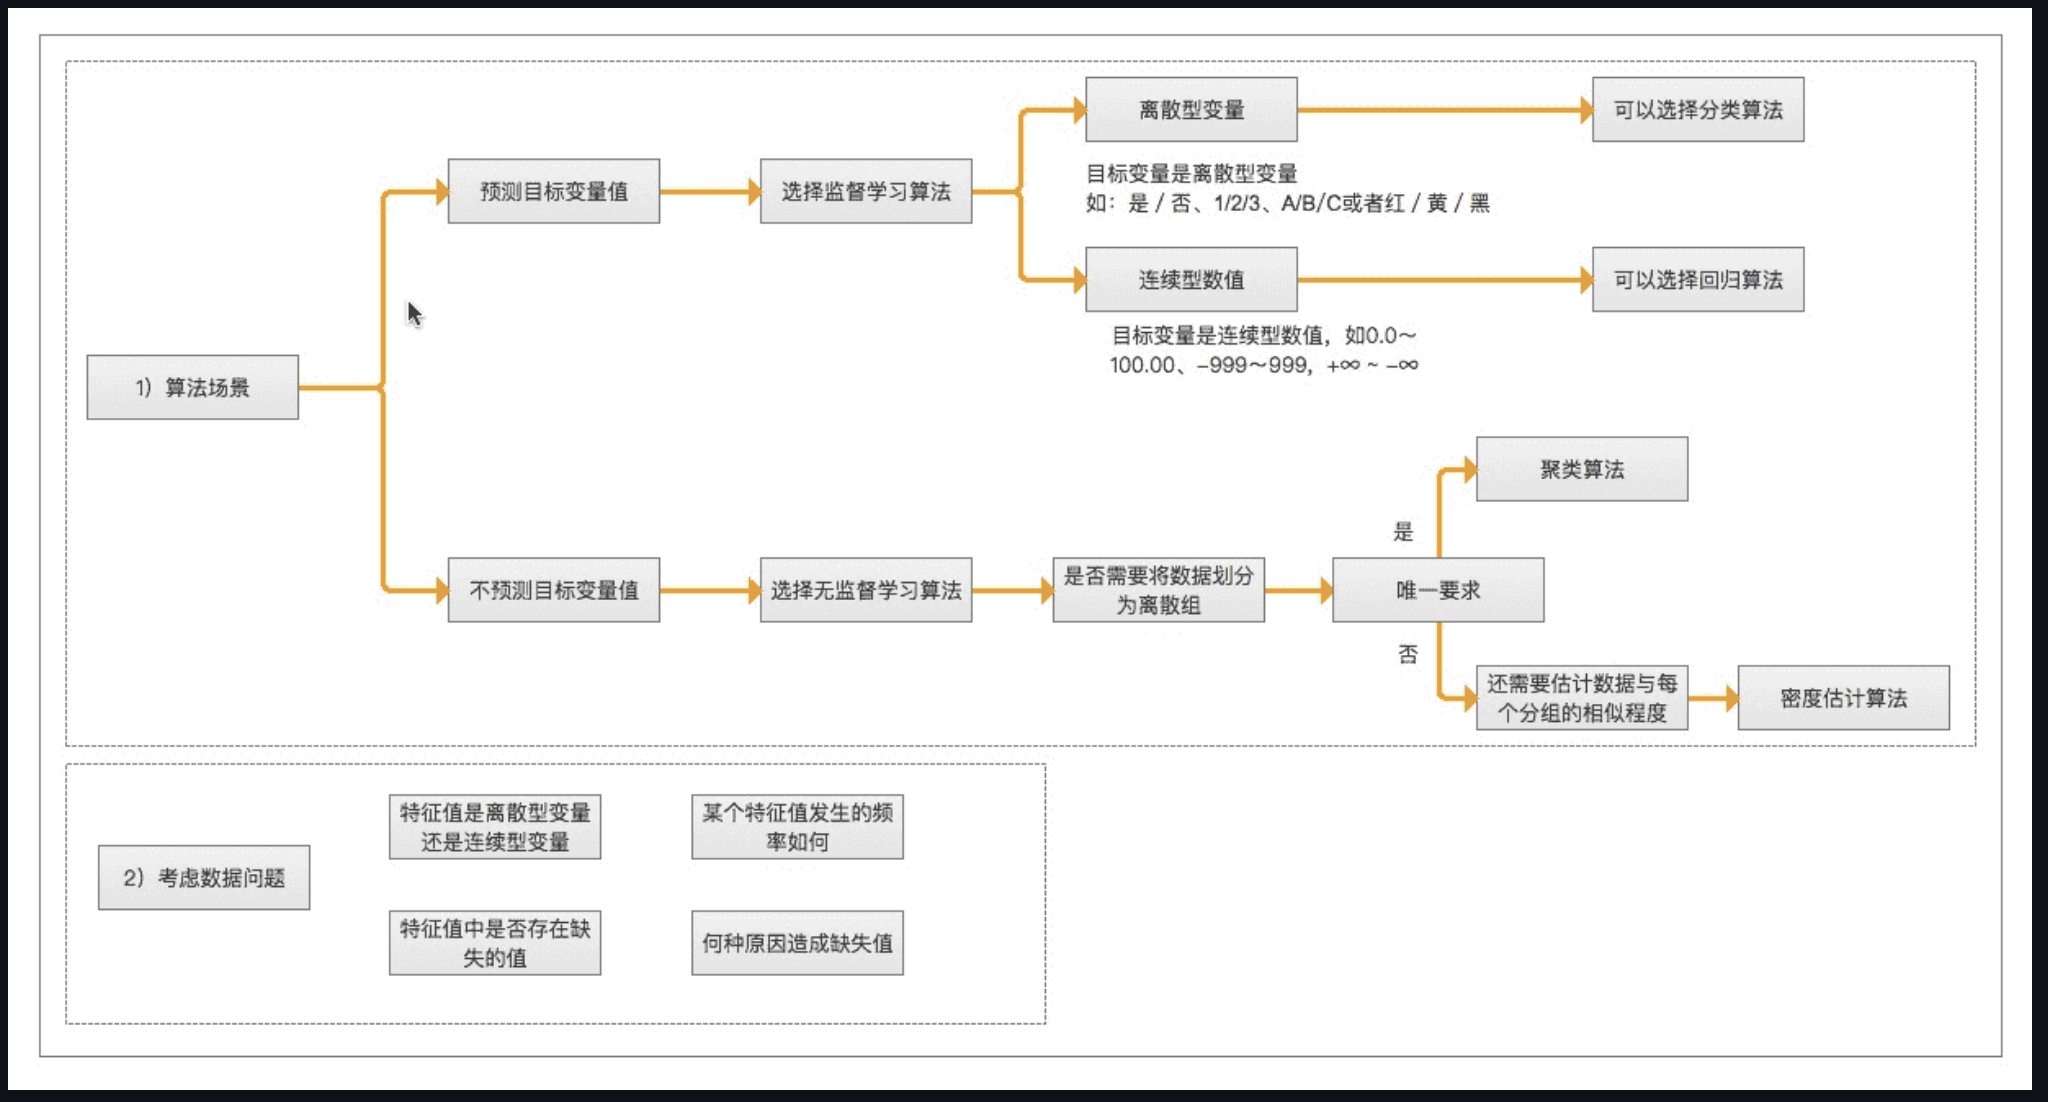 1）算法场景
预测目标变量值
选择监督学习算法
离散型变量
可以选择分类算法
目标变量是离散型变量
如：是 / 否、1/2/3、A/B/C或者红 / 黄 / 黑
连续型数值
可以选择回归算法
目标变量是连续型数值，如0.0～
100.00、-999～999，+∞ ~ -∞
不预测目标变量值
选择无监督学习算法
是否需要将数据划分
为离散组
唯一要求
是
聚类算法
否
还需要估计数据与每
个分组的相似程度
密度估计算法
2）考虑数据问题
特征值是离散型变量
还是连续型变量
某个特征值发生的频
率如何
特征值中是否存在缺
失的值
何种原因造成缺失值